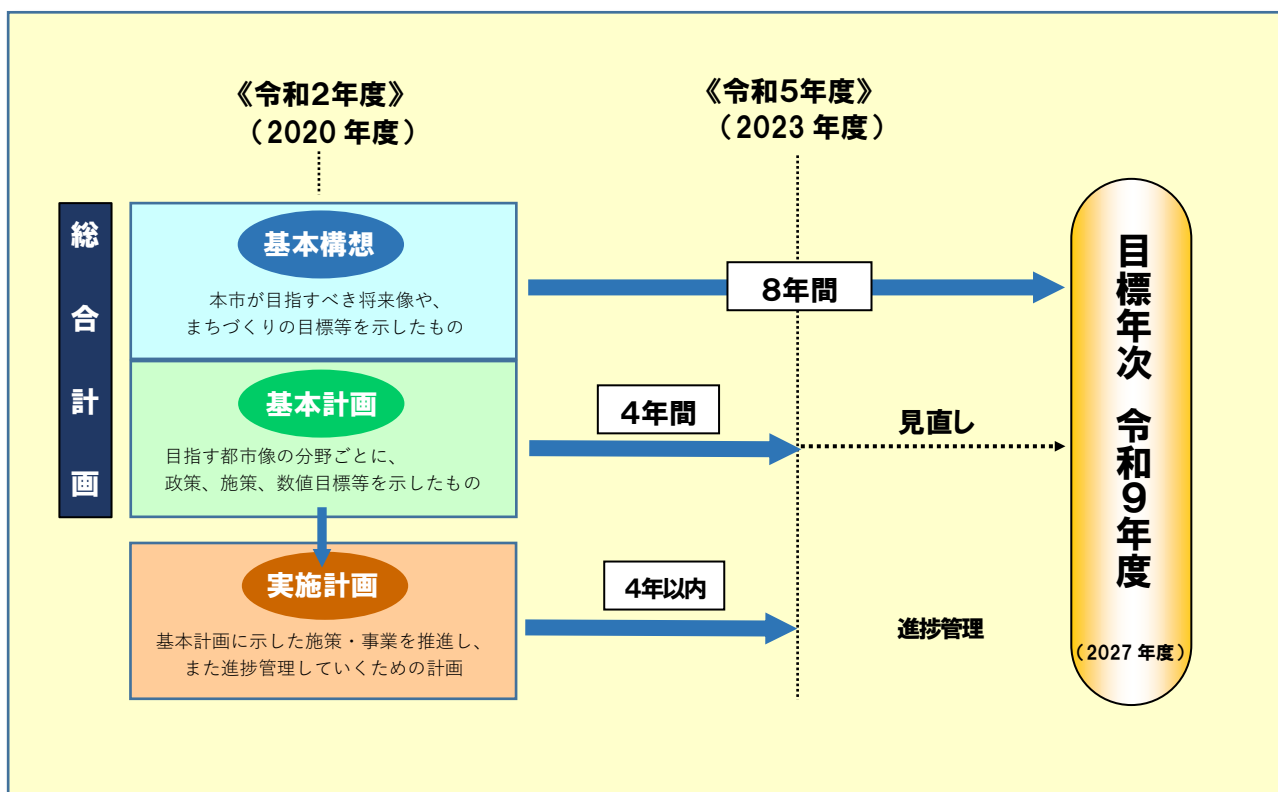 《令和2年度》
（2020 年度）
《令和5年度》
（2023 年度）
総合計画
基本構想
本市が目指すべき将来像や、
まちづくりの目標等を示したもの
8年間
基本計画
目指す都市像の分野ごとに、
政策、施策、数値目標等を示したもの
4年間
見直し
実施計画
基本計画に示した施策・事業を推進し、
また進捗管理していくための計画
4年以内
進捗管理
目標年次 令和9年度
（2027 年度）